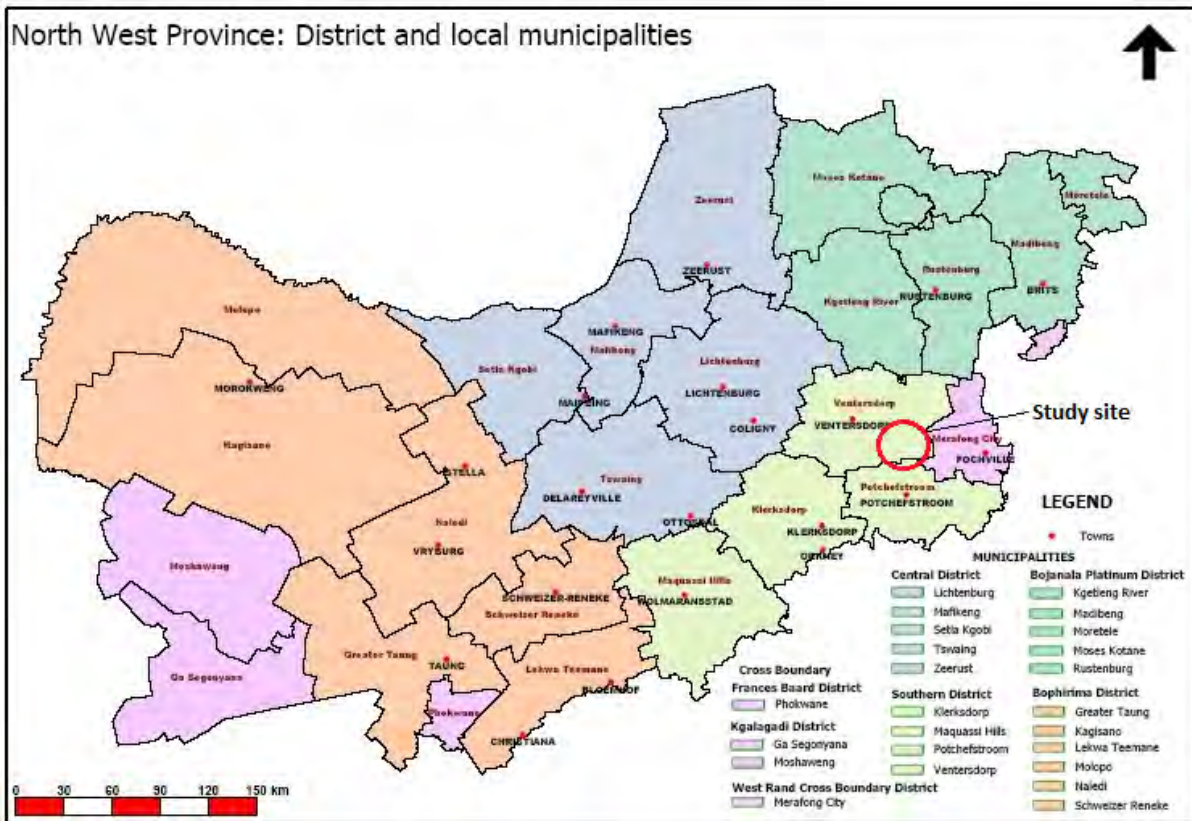 North West Province: District and local municipalities
Moses Kotane
Moretele
Zeerust
Madibeng
Rustenburg
ZEERUST
BRITS
RUSTENBURG
Kgetleng River
Molopo
MAFIKENG
Mafikeng
Setla Kgobi
Lichtenburg
MOROKWENG
LICHTENBURG
Ventersdorp
Study site
VENTERSDORP
COLIGNY
Merafong City
Kagisano
FOCHVILLE
STELLA
Tswaing
Potchefstroom
DELAREYVILLE
POTCHEFSTROOM
LEGEND
Klerksdorp
OTTOSDAL
KLERKSDORP
Towns
Naledi
VRYBURG
MUNICIPALITIES
Moshaweng
Central District
Bojanala Platinum District
Maquassi Hills
Lichtenburg
Kgetleng River
SCHWEIZER-RENEKE
WOLMARANSSTAD
Mafikeng
Madibeng
Schweizer Reneke
Setla Kgobi
Moretele
Tswaing
Moses Kotane
Greater Taung
TAUNG
Lekwa Teemane
Cross Boundary
Zeerust
Rustenburg
Ga Segonyana
Frances Baard District
BLOEMHOF
Southern District
Bophirima District
Phokwane
Phokwane
Klerksdorp
Greater Taung
Kgalagadi District
Maquassi Hills
Kagisano
CHRISTIANA
Ga Segonyana
Potchefstroom
Lekwa Teemane
Moshaweng
Ventersdorp
Molopo
West Rand Cross Boundary District
Naledi
0 30 60 90 120 150 km
Merafong City
Schweizer Reneke